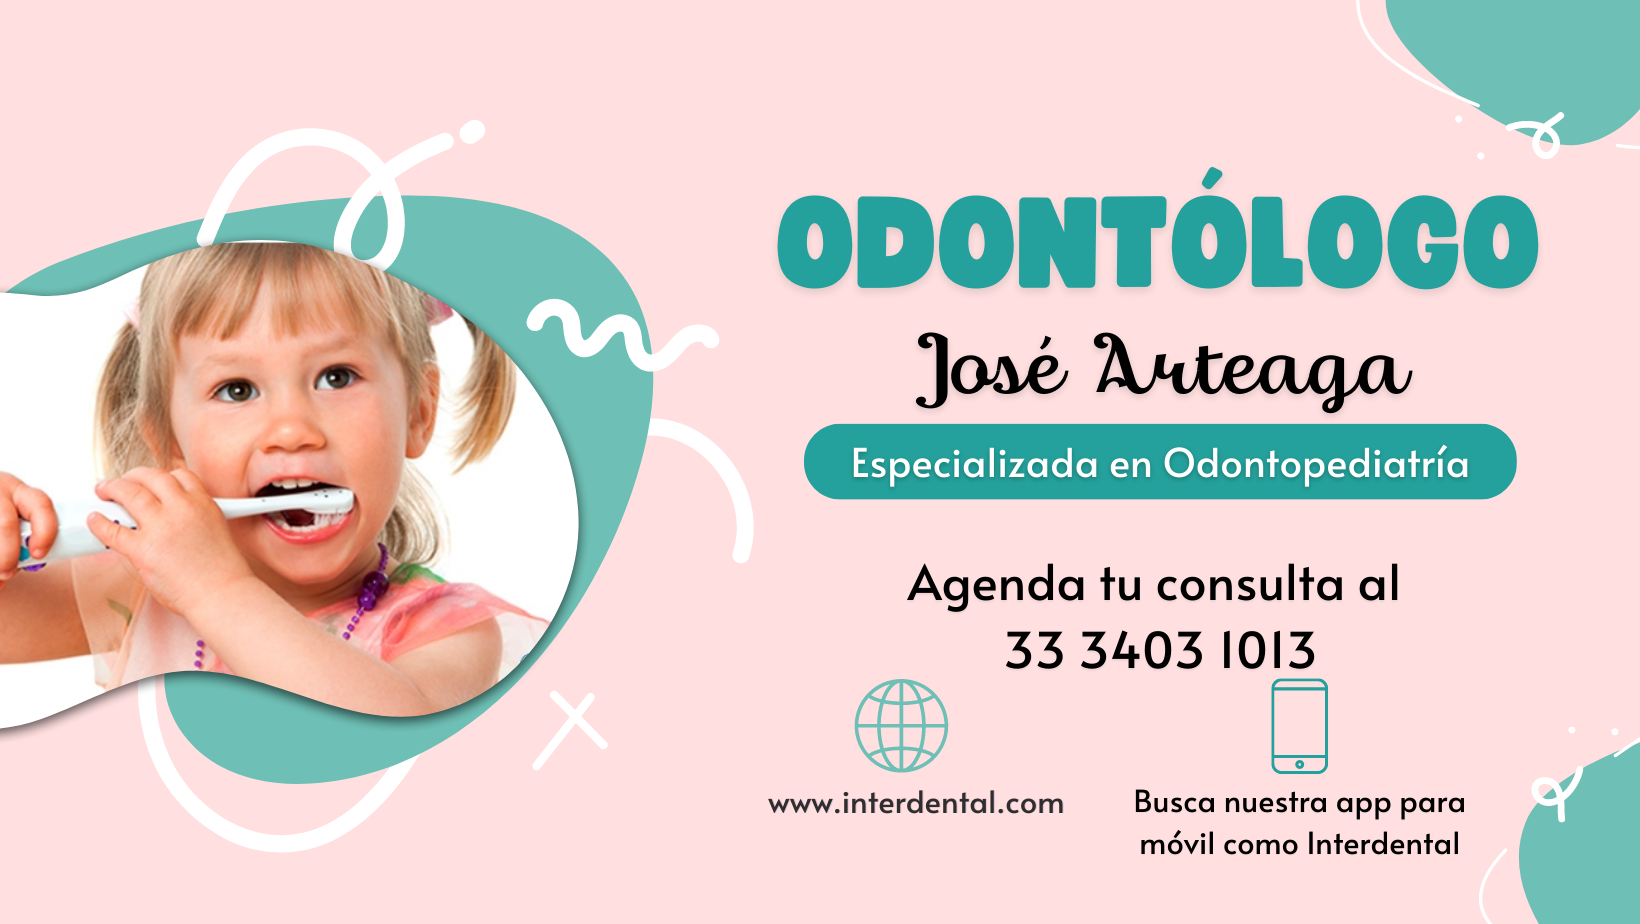 ODONTÓLOGO
José Arteaga
Especializada en Odontopediatría
Agenda tu consulta al
33 3403 1013
www.interdental.com
Busca nuestra app para
móvil como Interdental